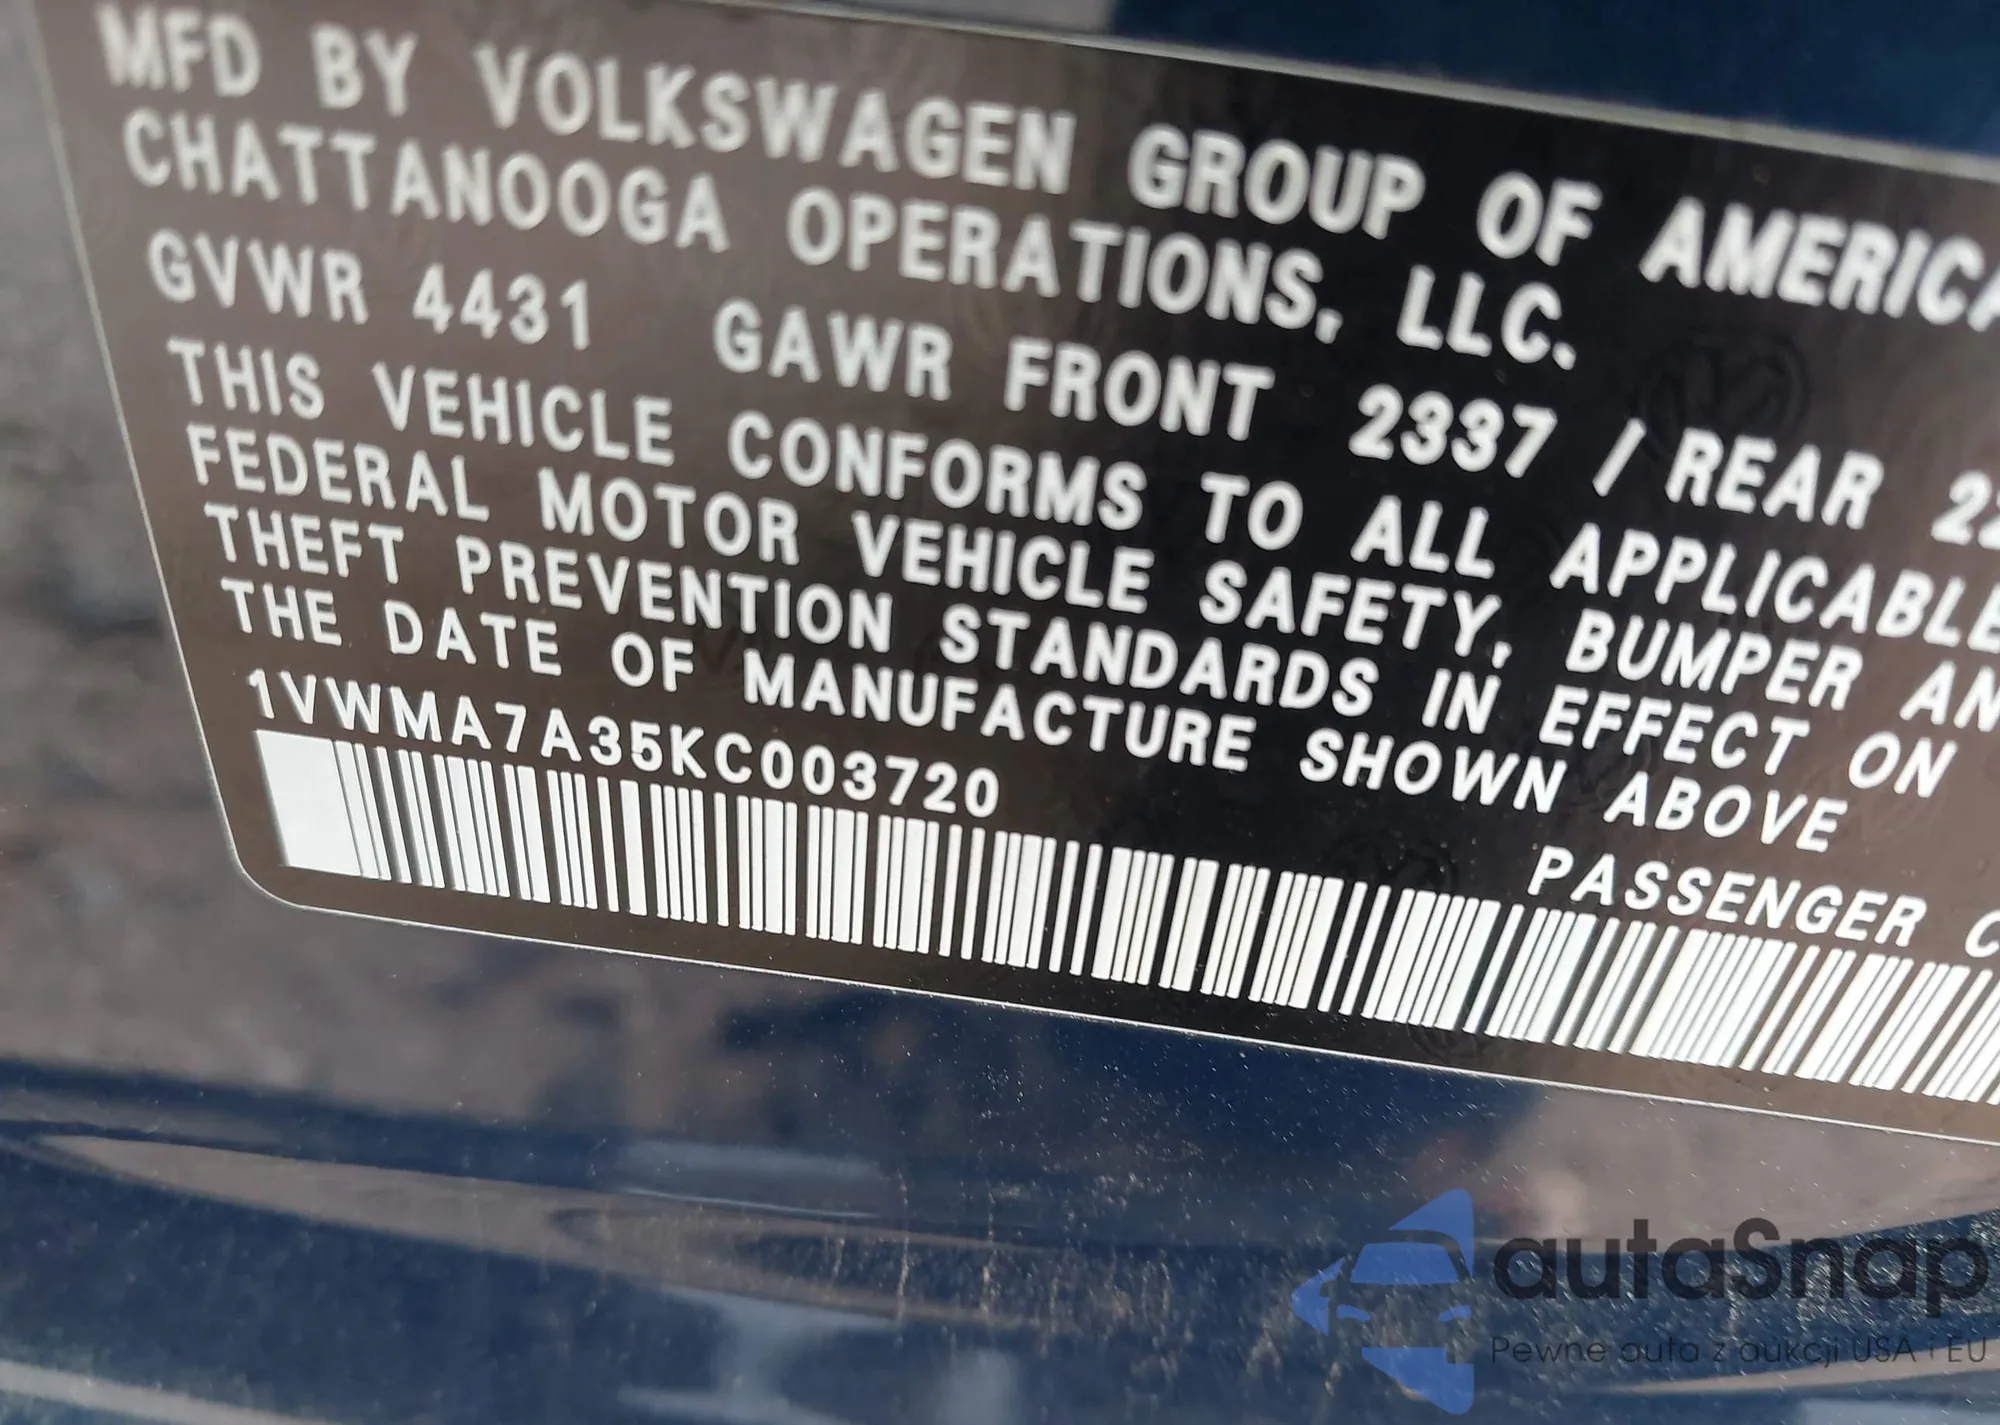 MFD BY VOLKSWAGEN GROUP OF AMERICA
CHATTANOOGA OPERATIONS, LLC.
GVWR 4431 GAWR FRONT 2337 / REAR 22
THIS VEHICLE CONFORMS TO ALL APPLICABLE
FEDERAL MOTOR VEHICLE SAFETY, BUMPER AN
THEFT PREVENTION STANDARDS IN EFFECT ON
THE DATE OF MANUFACTURE SHOWN ABOVE
1VWMA7A35KC003720
PASSENGER C
autaSnap
Pewne auta z aukcji USA i EU